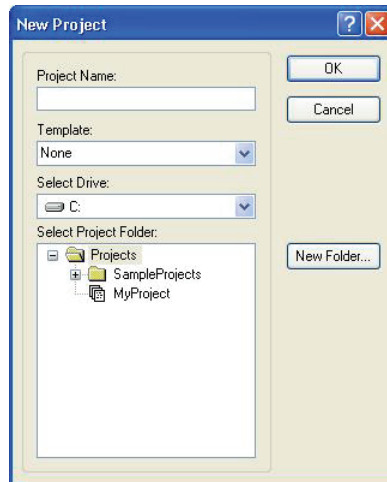 New Project
Project Name:
OK
Cancel
Template:
None
Select Drive:
C:
Select Project Folder:
Projects
SampleProjects
MyProject
New Folder...